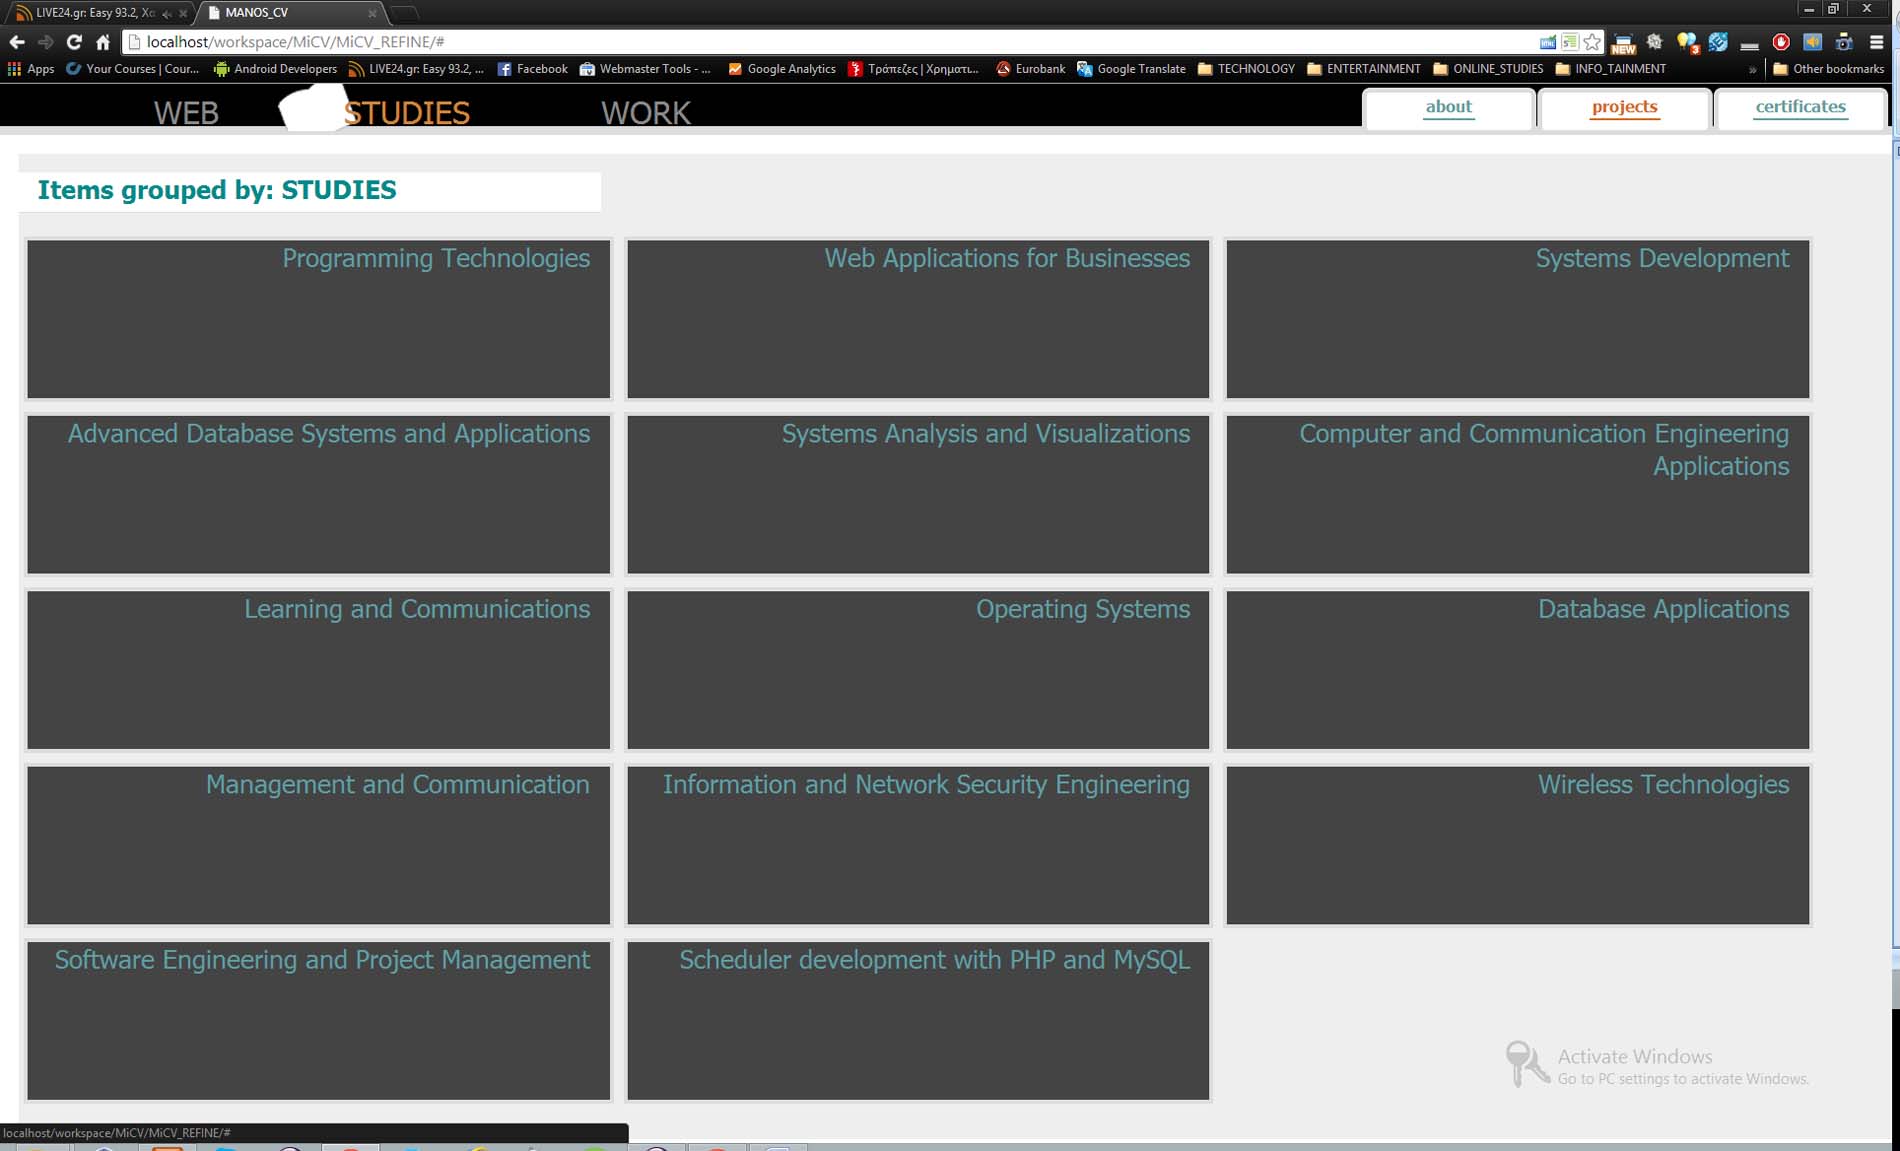 LIVE24.gr: Easy 93.2, Χα
MANOS_CV
localhost/workspace/MiCV/MiCV_REFINE/#
NEW
3
Apps
Your Courses | Cour...
Android Developers
LIVE24.gr: Easy 93.2, ...
Facebook
Webmaster Tools - ...
Google Analytics
Τράπεζες | Χρηματι...
Eurobank
Google Translate
TECHNOLOGY
ENTERTAINMENT
ONLINE_STUDIES
INFO_TAINMENT
»
Other bookmarks
WEB
STUDIES
WORK
about
projects
certificates
Items grouped by: STUDIES
Programming Technologies
Web Applications for Businesses
Systems Development
Advanced Database Systems and Applications
Systems Analysis and Visualizations
Computer and Communication Engineering
Applications
Learning and Communications
Operating Systems
Database Applications
Management and Communication
Information and Network Security Engineering
Wireless Technologies
Software Engineering and Project Management
Scheduler development with PHP and MySQL
Activate Windows
Go to PC settings to activate Windows.
localhost/workspace/MiCV/MiCV_REFINE/#